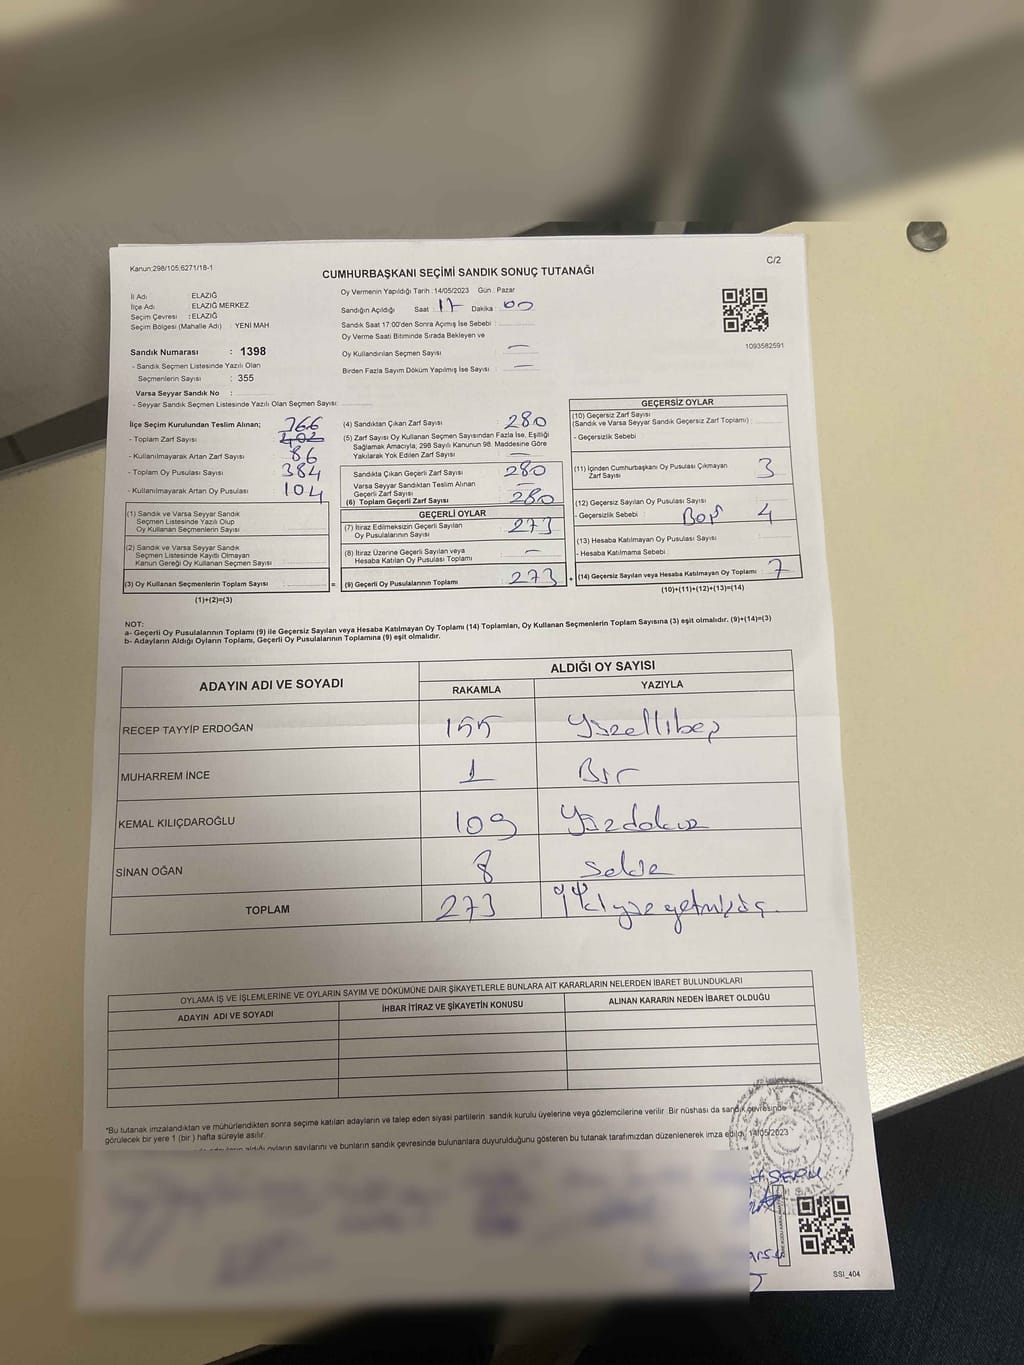 Kanun:298/105:6271/18-1
C/2
CUMHURBAŞKANI SEÇİMİ SANDIK SONUÇ TUTANAĞI
İl Adı : ELAZIĞ
İlçe Adı : ELAZIĞ MERKEZ
Seçim Çevresi : ELAZIĞ
Seçim Bölgesi (Mahalle Adı) : YENİ MAH
Sandık Numarası : 1398
- Sandık Seçmen Listesinde Yazılı Olan
Seçmenlerin Sayısı : 355
Varsa Seyyar Sandık No :
- Seyyar Sandık Seçmen Listesinde Yazılı Olan Seçmen Sayısı:
Oy Vermenin Yapıldığı Tarih :14/05/2023 Gün : Pazar
Sandığın Açıldığı Saat 17 Dakika 00
Sandık Saat 17:00'den Sonra Açımış İse Sebebi :
Oy Verme Saati Bitiminde Sırada Bekleyen ve
Oy Kullandırılan Seçmen Sayısı —
Birden Fazla Sayım Döküm Yapılmış İse Sayısı : —
1093582591
İlçe Seçim Kurulundan Teslim Alınan; 366
- Toplam Zarf Sayısı 402
- Kullanılmayarak Artan Zarf Sayısı 86
- Toplam Oy Pusulası Sayısı 384
- Kullanılmayarak Artan Oy Pusulası 104
(1) Sandık ve Varsa Seyyar Sandık
Seçmen Listesinde Yazılı Olup
Oy Kullanan Seçmenlerin Sayısı
(2) Sandık ve Varsa Seyyar Sandık
Seçmen Listesinde Kayıtlı Olmayan
Kanun Gereği Oy Kullanan Seçmen Sayısı
(3) Oy Kullanan Seçmenlerin Toplam Sayısı =
(1)+(2)=(3)
(4) Sandıktan Çıkan Zarf Sayısı : 280
(5) Zarf Sayısı Oy Kullanan Seçmen Sayısından Fazla İse, Eşitliği
Sağlamak Amacıyla; 298 Sayılı Kanunun 98. Maddesine Göre
Yakılarak Yok Edilen Zarf Sayısı —
Sandıkta Çıkan Geçerli Zarf Sayısı 280
Varsa Seyyar Sandıktan Teslim Alınan
Geçerli Zarf Sayısı —
(6) Toplam Geçerli Zarf Sayısı 280
GEÇERLİ OYLAR
(7) İtiraz Edilmeksizin Geçerli Sayılan
Oy Pusulalarının Sayısı 273
(8) İtiraz Üzerine Geçerli Sayılan veya
Hesaba Katılan Oy Pusulası Toplamı —
(9) Geçerli Oy Pusulalarının Toplamı 273 +
GEÇERSİZ OYLAR
(10) Geçersiz Zarf Sayısı
(Sandık ve Varsa Seyyar Sandık Geçersiz Zarf Toplamı) :
- Geçersizlik Sebebi
(11) İçinden Cumhurbaşkanı Oy Pusulası Çıkmayan
Zarf Sayısı 3
(12) Geçersiz Sayılan Oy Pusulası Sayısı
- Geçersizlik Sebebi Boş 4
(13) Hesaba Katılmayan Oy Pusulası Sayısı
- Hesaba Katılmama Sebebi
(14) Geçersiz Sayılan veya Hesaba Katılmayan Oy Toplamı 7
(10)+(11)+(12)+(13)=(14)
NOT:
a- Geçerli Oy Pusulalarının Toplamı (9) ile Geçersiz Sayılan veya Hesaba Katılmayan Oy Toplamı (14) Toplamları, Oy Kullanan Seçmenlerin Toplam Sayısına (3) eşit olmalıdır. (9)+(14)=(3)
b- Adayların Aldığı Oyların Toplamı, Geçerli Oy Pusulalarının Toplamına (9) eşit olmalıdır.
ADAYIN ADI VE SOYADI
ALDIĞI OY SAYISI
RAKAMLA YAZIYLA
RECEP TAYYİP ERDOĞAN 155 Yüzellibeş
MUHARREM İNCE 1 Bir
KEMAL KILIÇDAROĞLU 109 Yüzdokuz
SİNAN OĞAN 8 Sekiz
TOPLAM 273 İkiyüzyetmişüç
OYLAMA İŞ VE İŞLEMLERİNE VE OYLARIN SAYIM VE DÖKÜMÜNE DAİR ŞİKAYETLERLE BUNLARA AİT KARARLARIN NELERDEN İBARET BULUNDUKLARI
ADAYIN ADI VE SOYADI İHBAR İTİRAZ VE ŞİKAYETİN KONUSU ALINAN KARARIN NEDEN İBARET OLDUĞU
"Bu tutanak imzalandıktan ve mühürlendikten sonra seçime katılan adayların ve talep eden siyasi partilerin sandık kurulu üyelerine veya gözlemcilerine verilir. Bir nüshası da sandık çevresinde
görülecek bir yere 1 (bir) hafta süreyle asılır.
aldığı oyların sayılarını ve bunların sandık çevresinde bulunanlara duyurulduğunu gösteren bu tutanak tarafımızdan düzenlenerek imza edildi. 14/05/2023
SSI_404